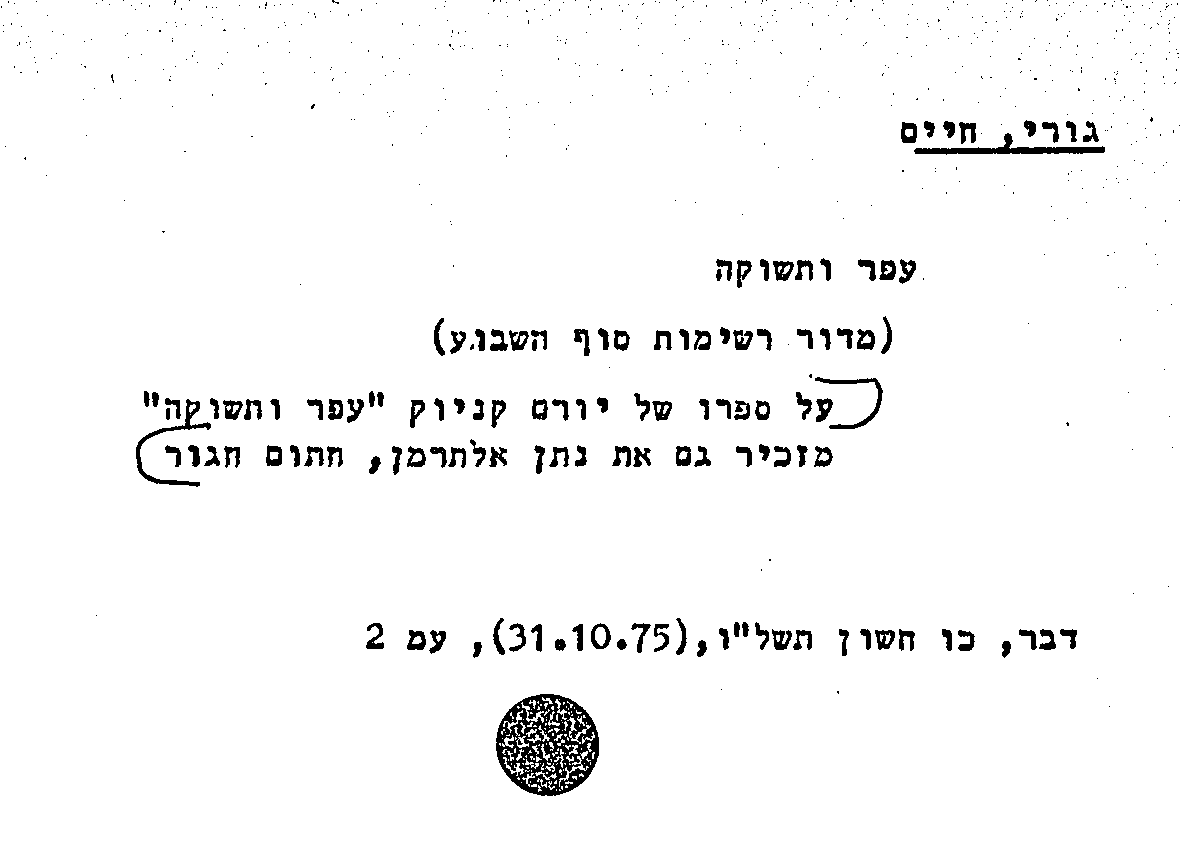 גורי, חיים
עפר ותשוקה
(מדור רשימות סוף השבוע)
על ספרו של יורם קניוק "עפר ותשוקה"
מזכיר גם את נתן אלתרמן, חתום חגור
דבר, כו חשון תשל"ו,(31.10.75), עמ 2